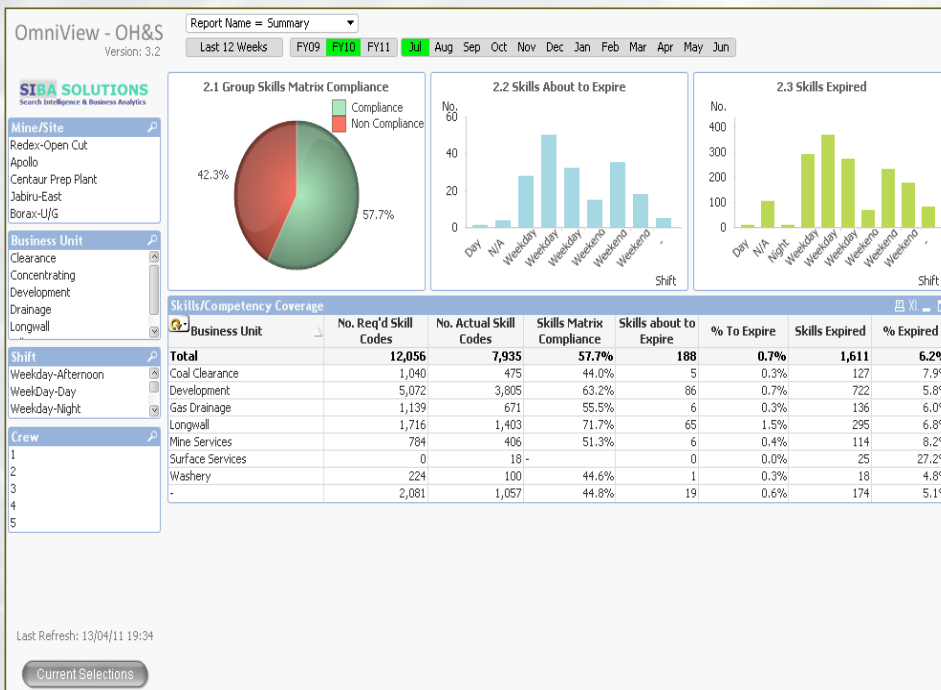 OmniView - OH&S
Version: 3.2
Report Name = Summary
Last 12 Weeks FY09 FY10 FY11 Jul Aug Sep Oct Nov Dec Jan Feb Mar Apr May Jun
SIBA SOLUTIONS
Search Intelligence & Business Analytics
Mine/Site
Redex-Open Cut
Apollo
Centaur Prep Plant
Jabiru-East
Borax-U/G
Business Unit
Clearance
Concentrating
Development
Drainage
Longwall
Shift
Weekday-Afternoon
WeekDay-Day
Weekday-Night
Crew
1
2
3
4
5
Last Refresh: 13/04/11 19:34
Current Selections
2.1 Group Skills Matrix Compliance
Compliance
Non Compliance
42.3%
57.7%
2.2 Skills About to Expire
No.
60
40
20
0
Day N/A Weekday Weekday Weekday Weekend Weekend Weekend -
Shift
2.3 Skills Expired
No.
400
300
200
100
0
Day N/A Night Weekday Weekday Weekday Weekend Weekend Weekend -
Shift
Skills/Competency Coverage XL
Business Unit No. Req'd Skill Codes No. Actual Skill Codes Skills Matrix Compliance Skills about to Expire % To Expire Skills Expired % Expired
Total 12,056 7,935 57.7% 188 0.7% 1,611 6.2%
Coal Clearance 1,040 475 44.0% 5 0.3% 127 7.9%
Development 5,072 3,805 63.2% 86 0.7% 722 5.8%
Gas Drainage 1,139 671 55.5% 6 0.3% 136 6.0%
Longwall 1,716 1,403 71.7% 65 1.5% 295 6.8%
Mine Services 784 406 51.3% 6 0.4% 114 8.2%
Surface Services 0 18 - 0 0.0% 25 27.2%
Washery 224 100 44.6% 1 0.3% 18 4.8%
- 2,081 1,057 44.8% 19 0.6% 174 5.1%